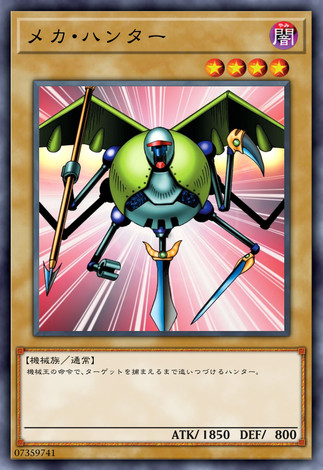 メカ・ハンター
闇
やみ
【機械族／通常】
機械王の命令で、ターゲットを捕まえるまで追いつづけるハンター。
ATK/ 1850 DEF/ 800
07359741